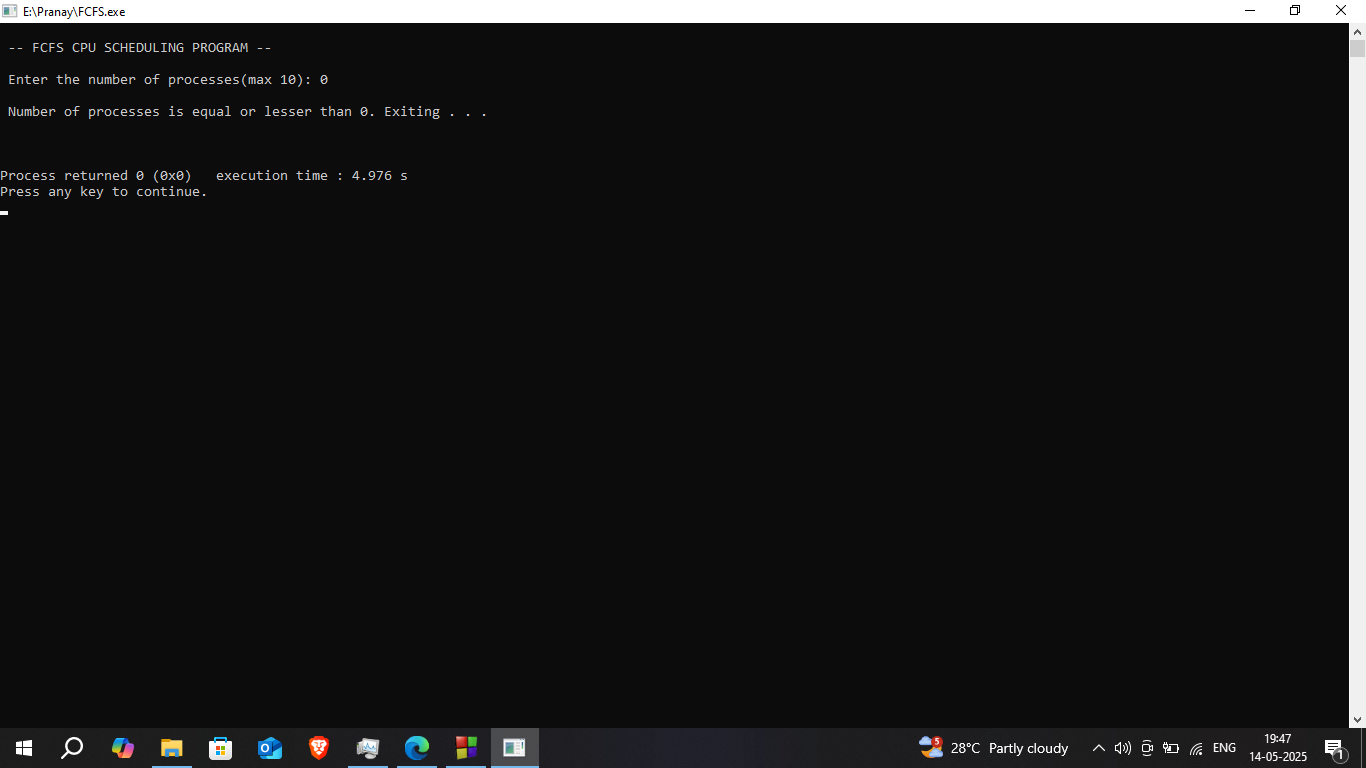 E:\Pranay\FCFS.exe
-- FCFS CPU SCHEDULING PROGRAM --
Enter the number of processes(max 10): 0
Number of processes is equal or lesser than 0. Exiting . . .
Process returned 0 (0x0)   execution time : 4.976 s
Press any key to continue.
5
28°C Partly cloudy
ENG
19:47
14-05-2025
1